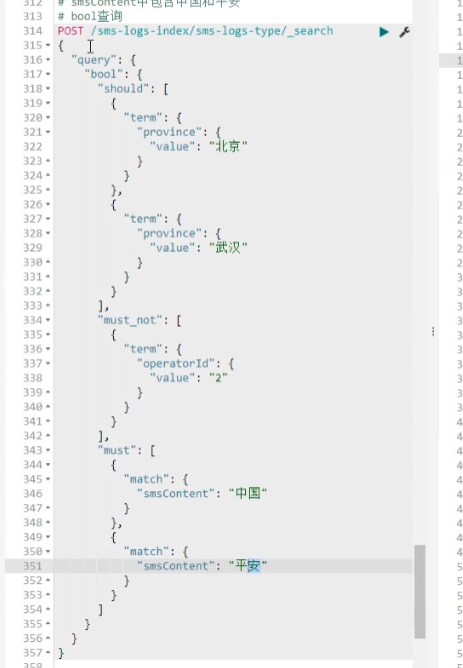 312 # smsContent中包含中国和平安
313 # bool查询
314 POST /sms-logs-index/sms-logs-type/_search
315 {
316 "query": {
317 "bool": {
318 "should": [
319 {
320 "term": {
321 "province": {
322 "value": "北京"
323 }
324 }
325 },
326 {
327 "term": {
328 "province": {
329 "value": "武汉"
330 }
331 }
332 }
333 ],
334 "must_not": [
335 {
336 "term": {
337 "operatorId": {
338 "value": "2"
339 }
340 }
341 }
342 ],
343 "must": [
344 {
345 "match": {
346 "smsContent": "中国"
347 }
348 },
349 {
350 "match": {
351 "smsContent": "平安"
352 }
353 }
354 ]
355 }
356 }
357 }